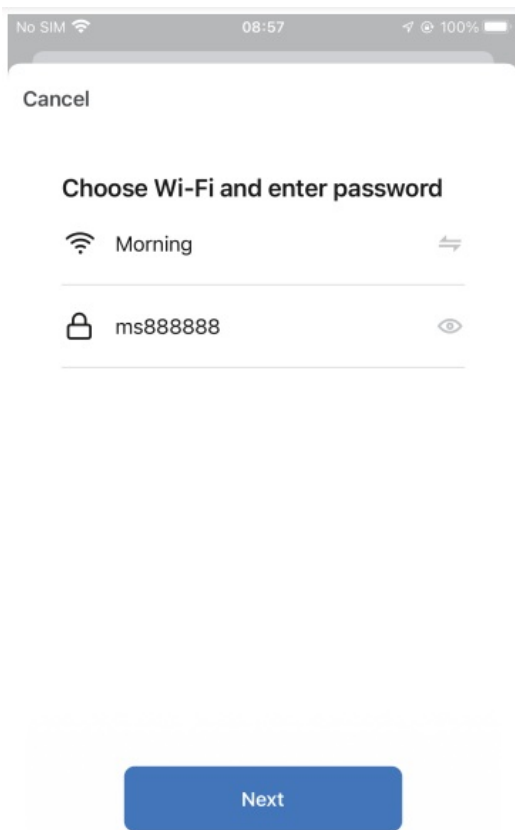 No SIM 08:57 100%
Cancel
Choose Wi-Fi and enter password
Morning
ms888888
Next